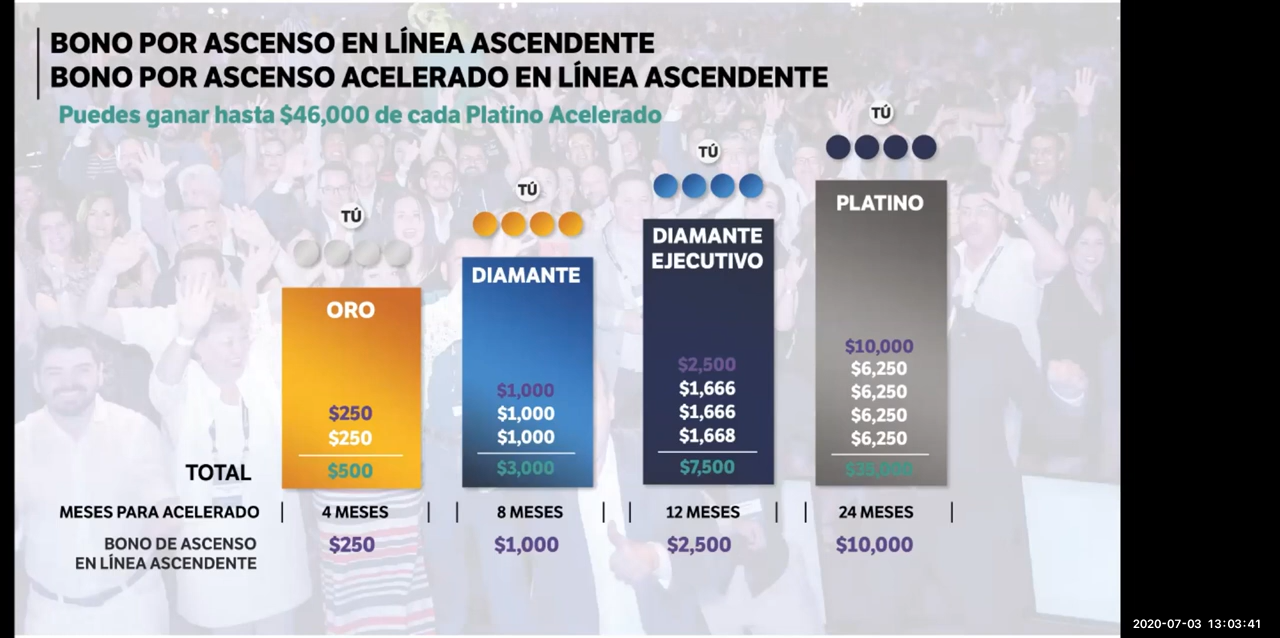 BONO POR ASCENSO EN LÍNEA ASCENDENTE
BONO POR ASCENSO ACELERADO EN LÍNEA ASCENDENTE
Puedes ganar hasta $46,000 de cada Platino Acelerado
TÚ
TÚ
TÚ
TÚ
ORO
$250
$250
$500
DIAMANTE
$1,000
$1,000
$1,000
$3,000
DIAMANTE
EJECUTIVO
$2,500
$1,666
$1,666
$1,668
$7,500
PLATINO
$10,000
$6,250
$6,250
$6,250
$6,250
$35,000
TOTAL
MESES PARA ACELERADO | 4 MESES | | 8 MESES | | 12 MESES | | 24 MESES |
BONO DE ASCENSO
EN LÍNEA ASCENDENTE
$250 $1,000 $2,500 $10,000
2020-07-03 13:03:41